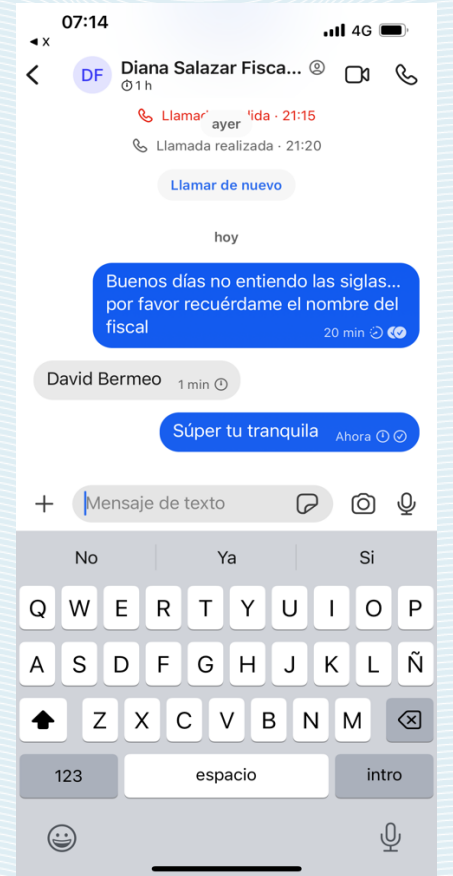 07:14
4G
◀ X
DF
Diana Salazar Fisca...
1 h
21:15
ayer
Llamada realizada · 21:20
Llamar de nuevo
hoy
Buenos días no entiendo las siglas...
por favor recuérdame el nombre del
fiscal
20 min
David Bermeo 1 min
Súper tu tranquila Ahora
Mensaje de texto
No Ya Si
Q W E R T Y U I O P
A S D F G H J K L Ñ
Z X C V B N M
123 espacio intro